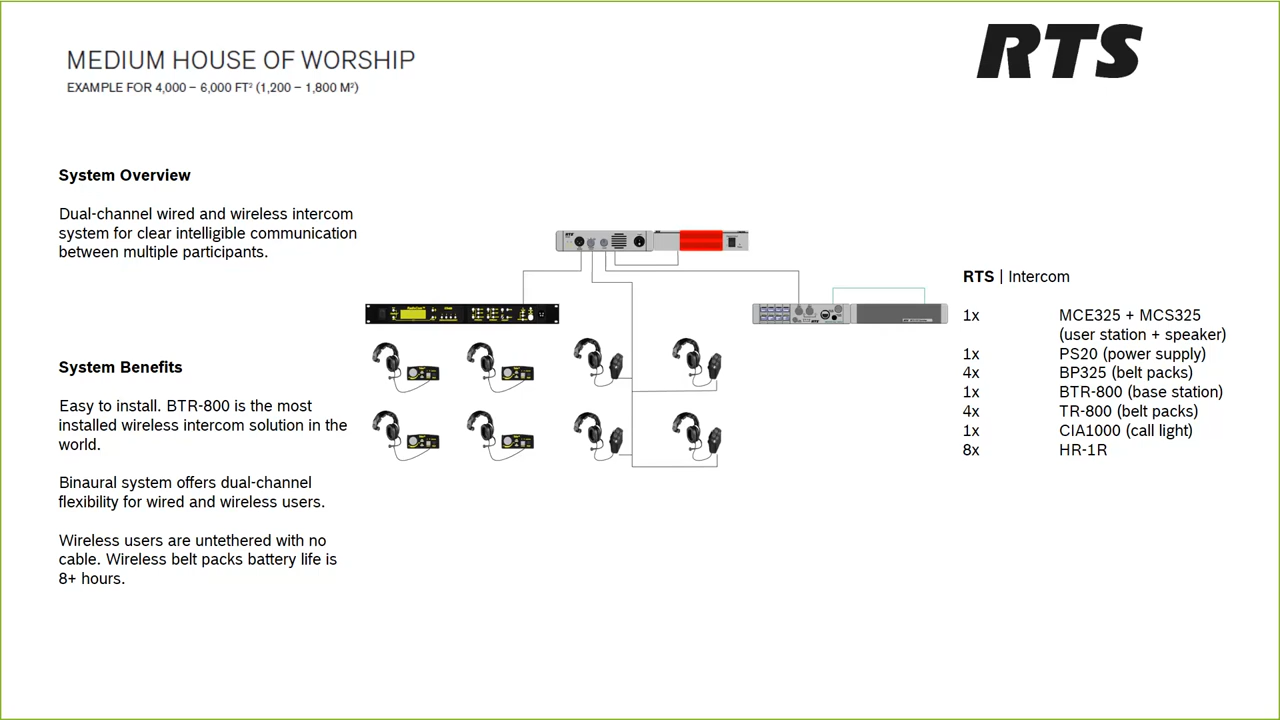 MEDIUM HOUSE OF WORSHIP
EXAMPLE FOR 4,000 – 6,000 FT² (1,200 – 1,800 M²)
RTS
System Overview
Dual-channel wired and wireless intercom
system for clear intelligible communication
between multiple participants.
System Benefits
Easy to install. BTR-800 is the most
installed wireless intercom solution in the
world.
Binaural system offers dual-channel
flexibility for wired and wireless users.
Wireless users are untethered with no
cable. Wireless belt packs battery life is
8+ hours.
RTS | Intercom
1x MCE325 + MCS325
(user station + speaker)
1x PS20 (power supply)
4x BP325 (belt packs)
1x BTR-800 (base station)
4x TR-800 (belt packs)
1x CIA1000 (call light)
8x HR-1R